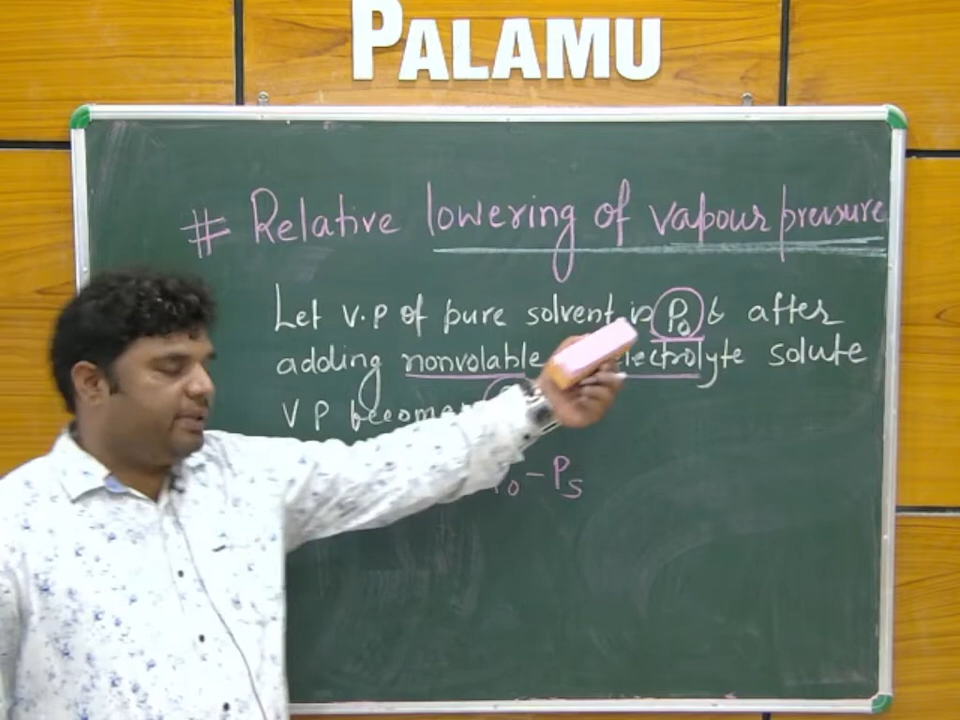 PALAMU
# Relative lowering of vapour pressure
Let v.p of pure solvent is P₀ & after
adding nonvolable electrolyte solute
V P becomes
P₀ - Ps